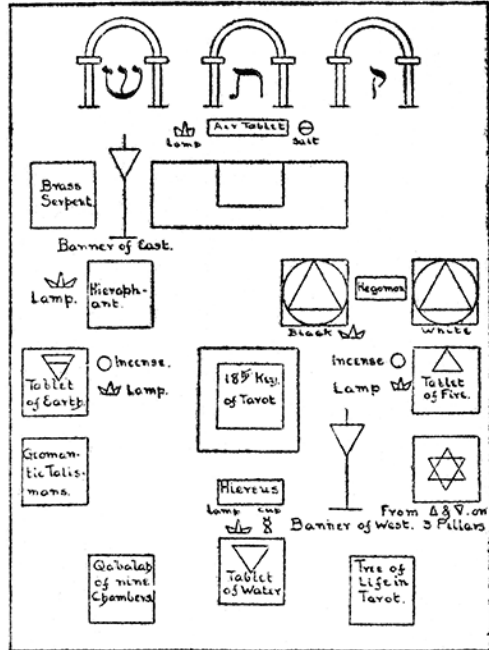 ש ת ק
Air Tablet
Lamp
Salt
Brass
Serpent.
Banner of East.
Lamp.
Hieroph-
ant.
Hegemon
Black
White
Tablet
of Earth.
Incense.
Lamp.
18th Key.
of Tarot
Incense
Lamp
Tablet
of Fire.
Geoman-
tic Talis-
mans.
Hiereus
Lamp cup
Banner of West.
From △ & ▽. on
3 Pillars
Qabalah
of nine
Chambers
Tablet
of Water
Tree of
Life in
Tarot.